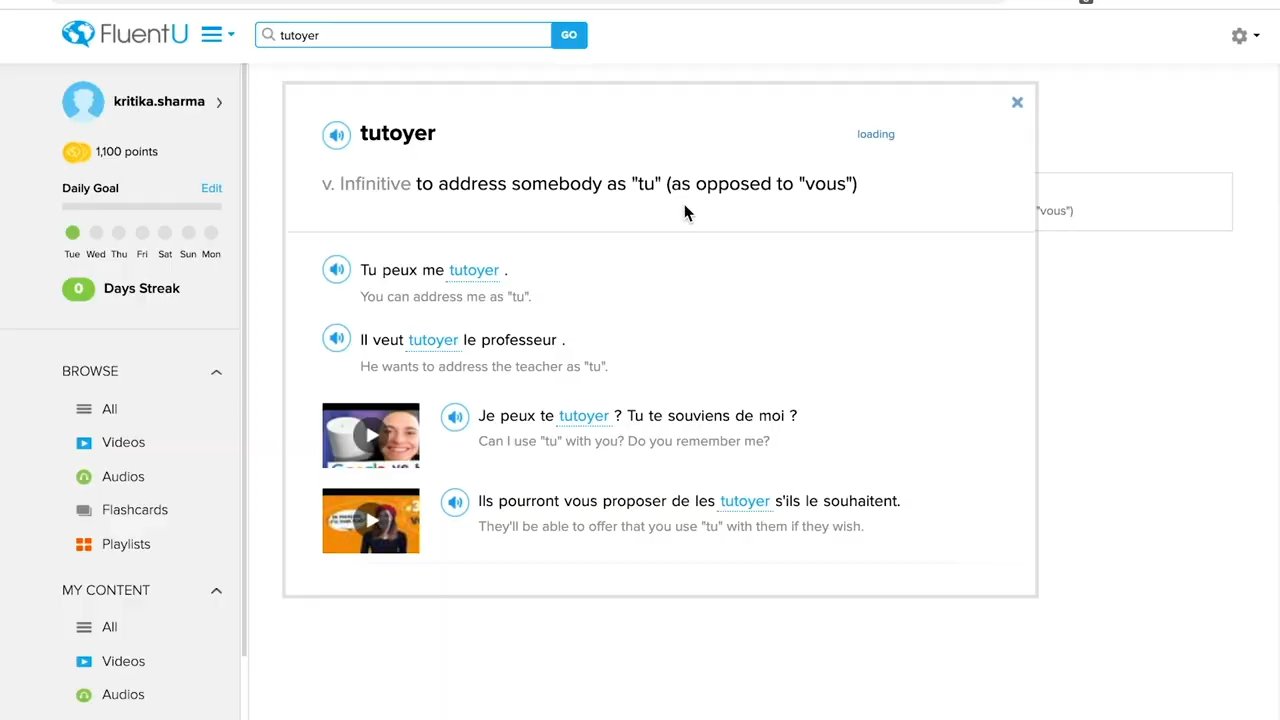 FluentU
tutoyer
GO
kritika.sharma
1,100 points
Daily Goal
Edit
Tue Wed Thu Fri Sat Sun Mon
0 Days Streak
BROWSE
All
Videos
Audios
Flashcards
Playlists
MY CONTENT
All
Videos
Audios
tutoyer
loading
v. Infinitive to address somebody as "tu" (as opposed to "vous")
"vous")
Tu peux me tutoyer .
You can address me as "tu".
Il veut tutoyer le professeur .
He wants to address the teacher as "tu".
Je peux te tutoyer ? Tu te souviens de moi ?
Can I use "tu" with you? Do you remember me?
Ils pourront vous proposer de les tutoyer s'ils le souhaitent.
They'll be able to offer that you use "tu" with them if they wish.